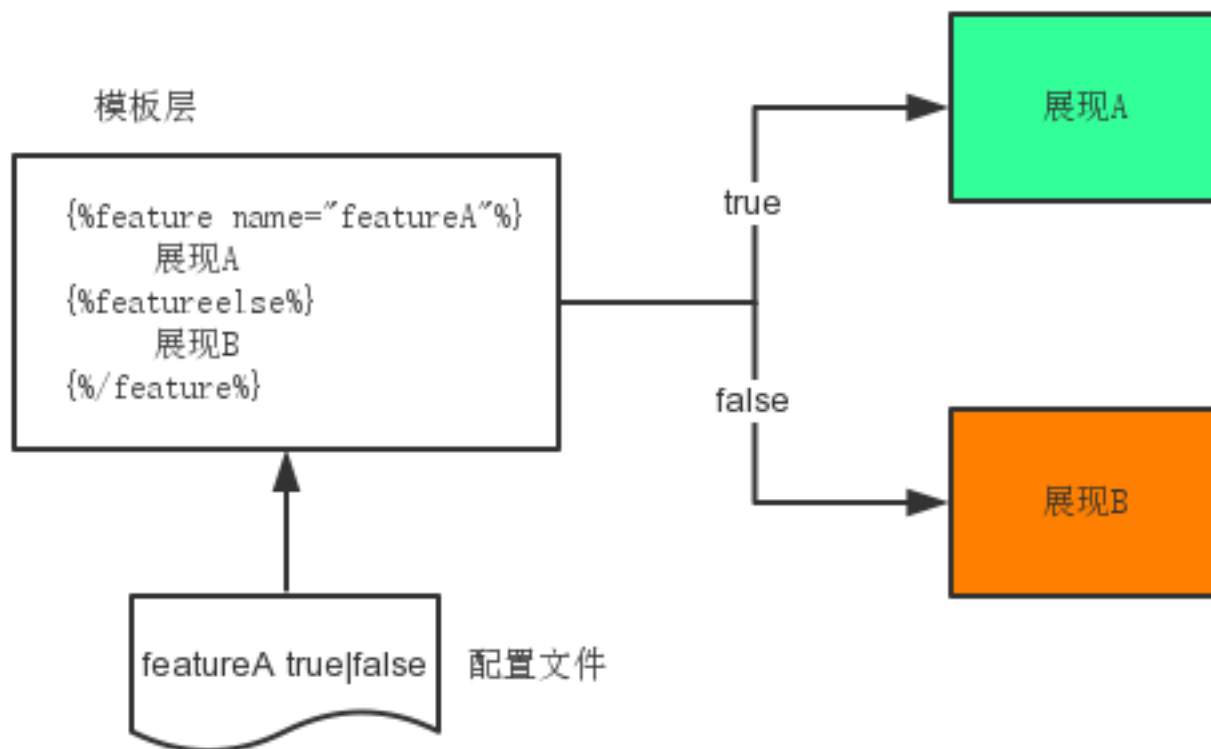 模板层
{%feature name="featureA"%}
展现A
{%featureelse%}
展现B
{%/feature%}
true
false
展现A
展现B
featureA true|false
配置文件